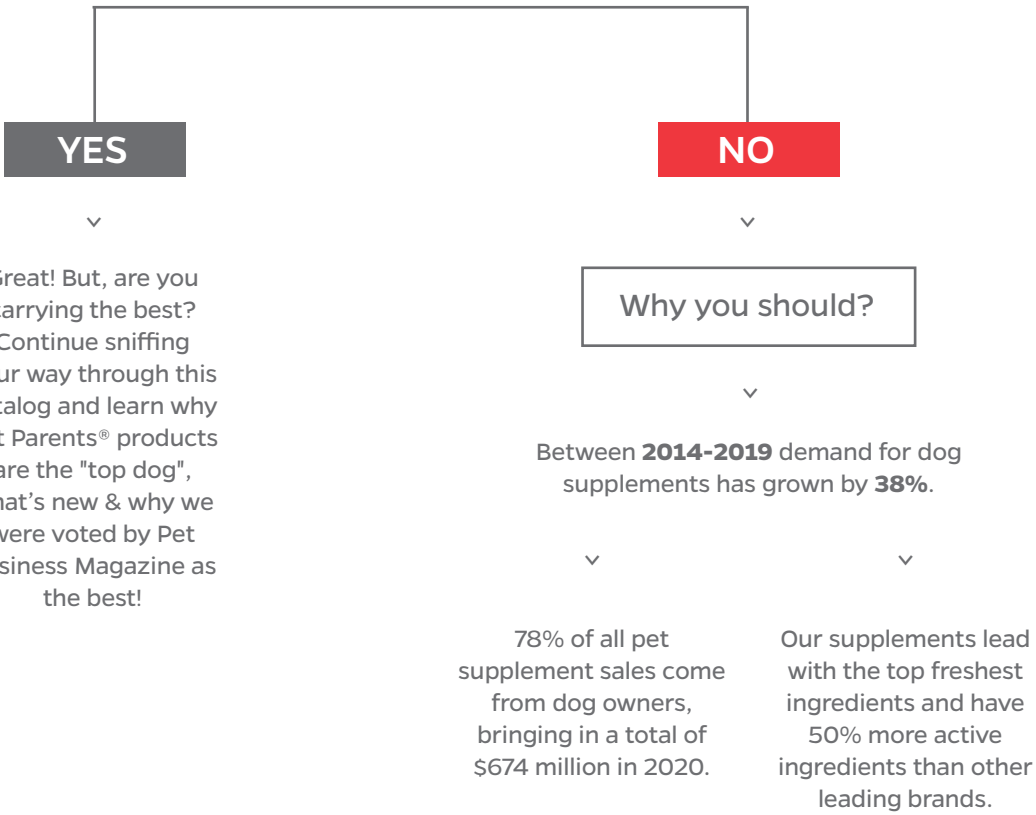 YES
Great! But, are you
carrying the best?
Continue sniffing
way through this
and learn why
Parents® products
are the "top dog",
new & why we
were voted by Pet
Magazine as
the best!
NO
Why you should?
Between 2014-2019 demand for dog
supplements has grown by 38%.
78% of all pet
supplement sales come
from dog owners,
bringing in a total of
$674 million in 2020.
Our supplements lead
with the top freshest
ingredients and have
50% more active
ingredients than other
leading brands.